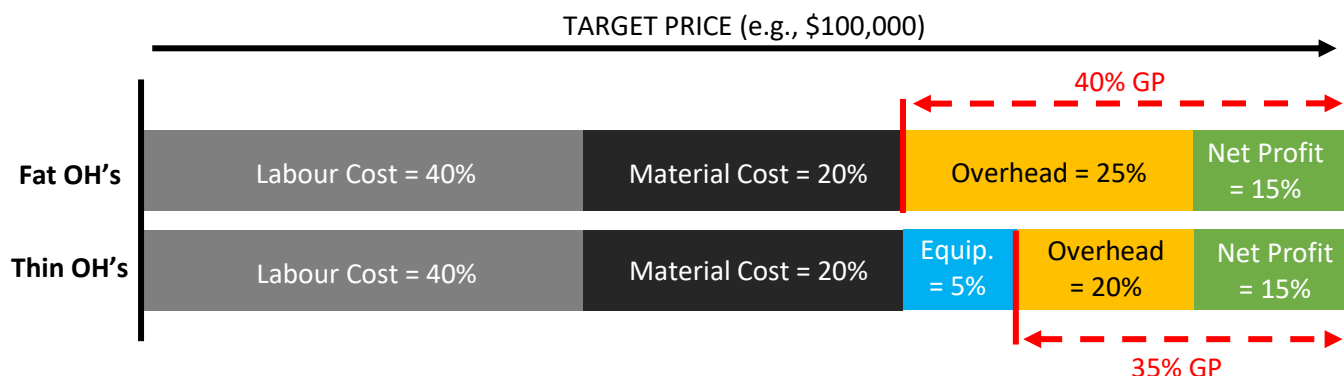 TARGET PRICE (e.g., $100,000)
40% GP
Fat OH’s
Labour Cost = 40%
Material Cost = 20%
Overhead = 25%
Net Profit
= 15%
Thin OH’s
Labour Cost = 40%
Material Cost = 20%
Equip.
= 5%
Overhead
= 20%
Net Profit
= 15%
35% GP